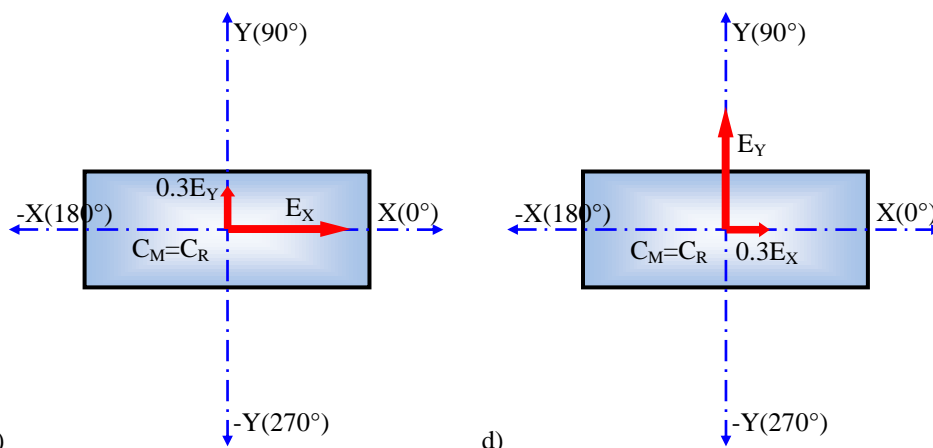 Y(90°)
0.3E_Y
E_X
-X(180°)
X(0°)
C_M=C_R
-Y(270°)
)
Y(90°)
E_Y
-X(180°)
X(0°)
C_M=C_R
0.3E_X
-Y(270°)
d)